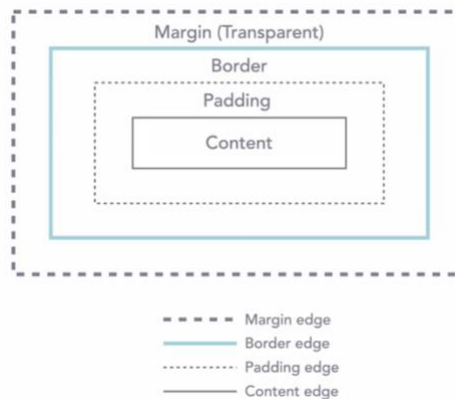 Margin (Transparent)
Border
Padding
Content
Margin edge
Border edge
Padding edge
Content edge